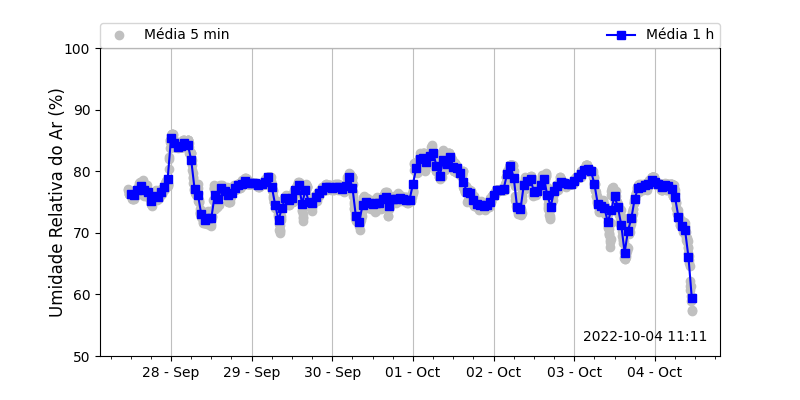 Média 5 min
Média 1 h
Umidade Relativa do Ar (%)
100
90
80
70
60
50
2022-10-04 11:11
28 - Sep
29 - Sep
30 - Sep
01 - Oct
02 - Oct
03 - Oct
04 - Oct